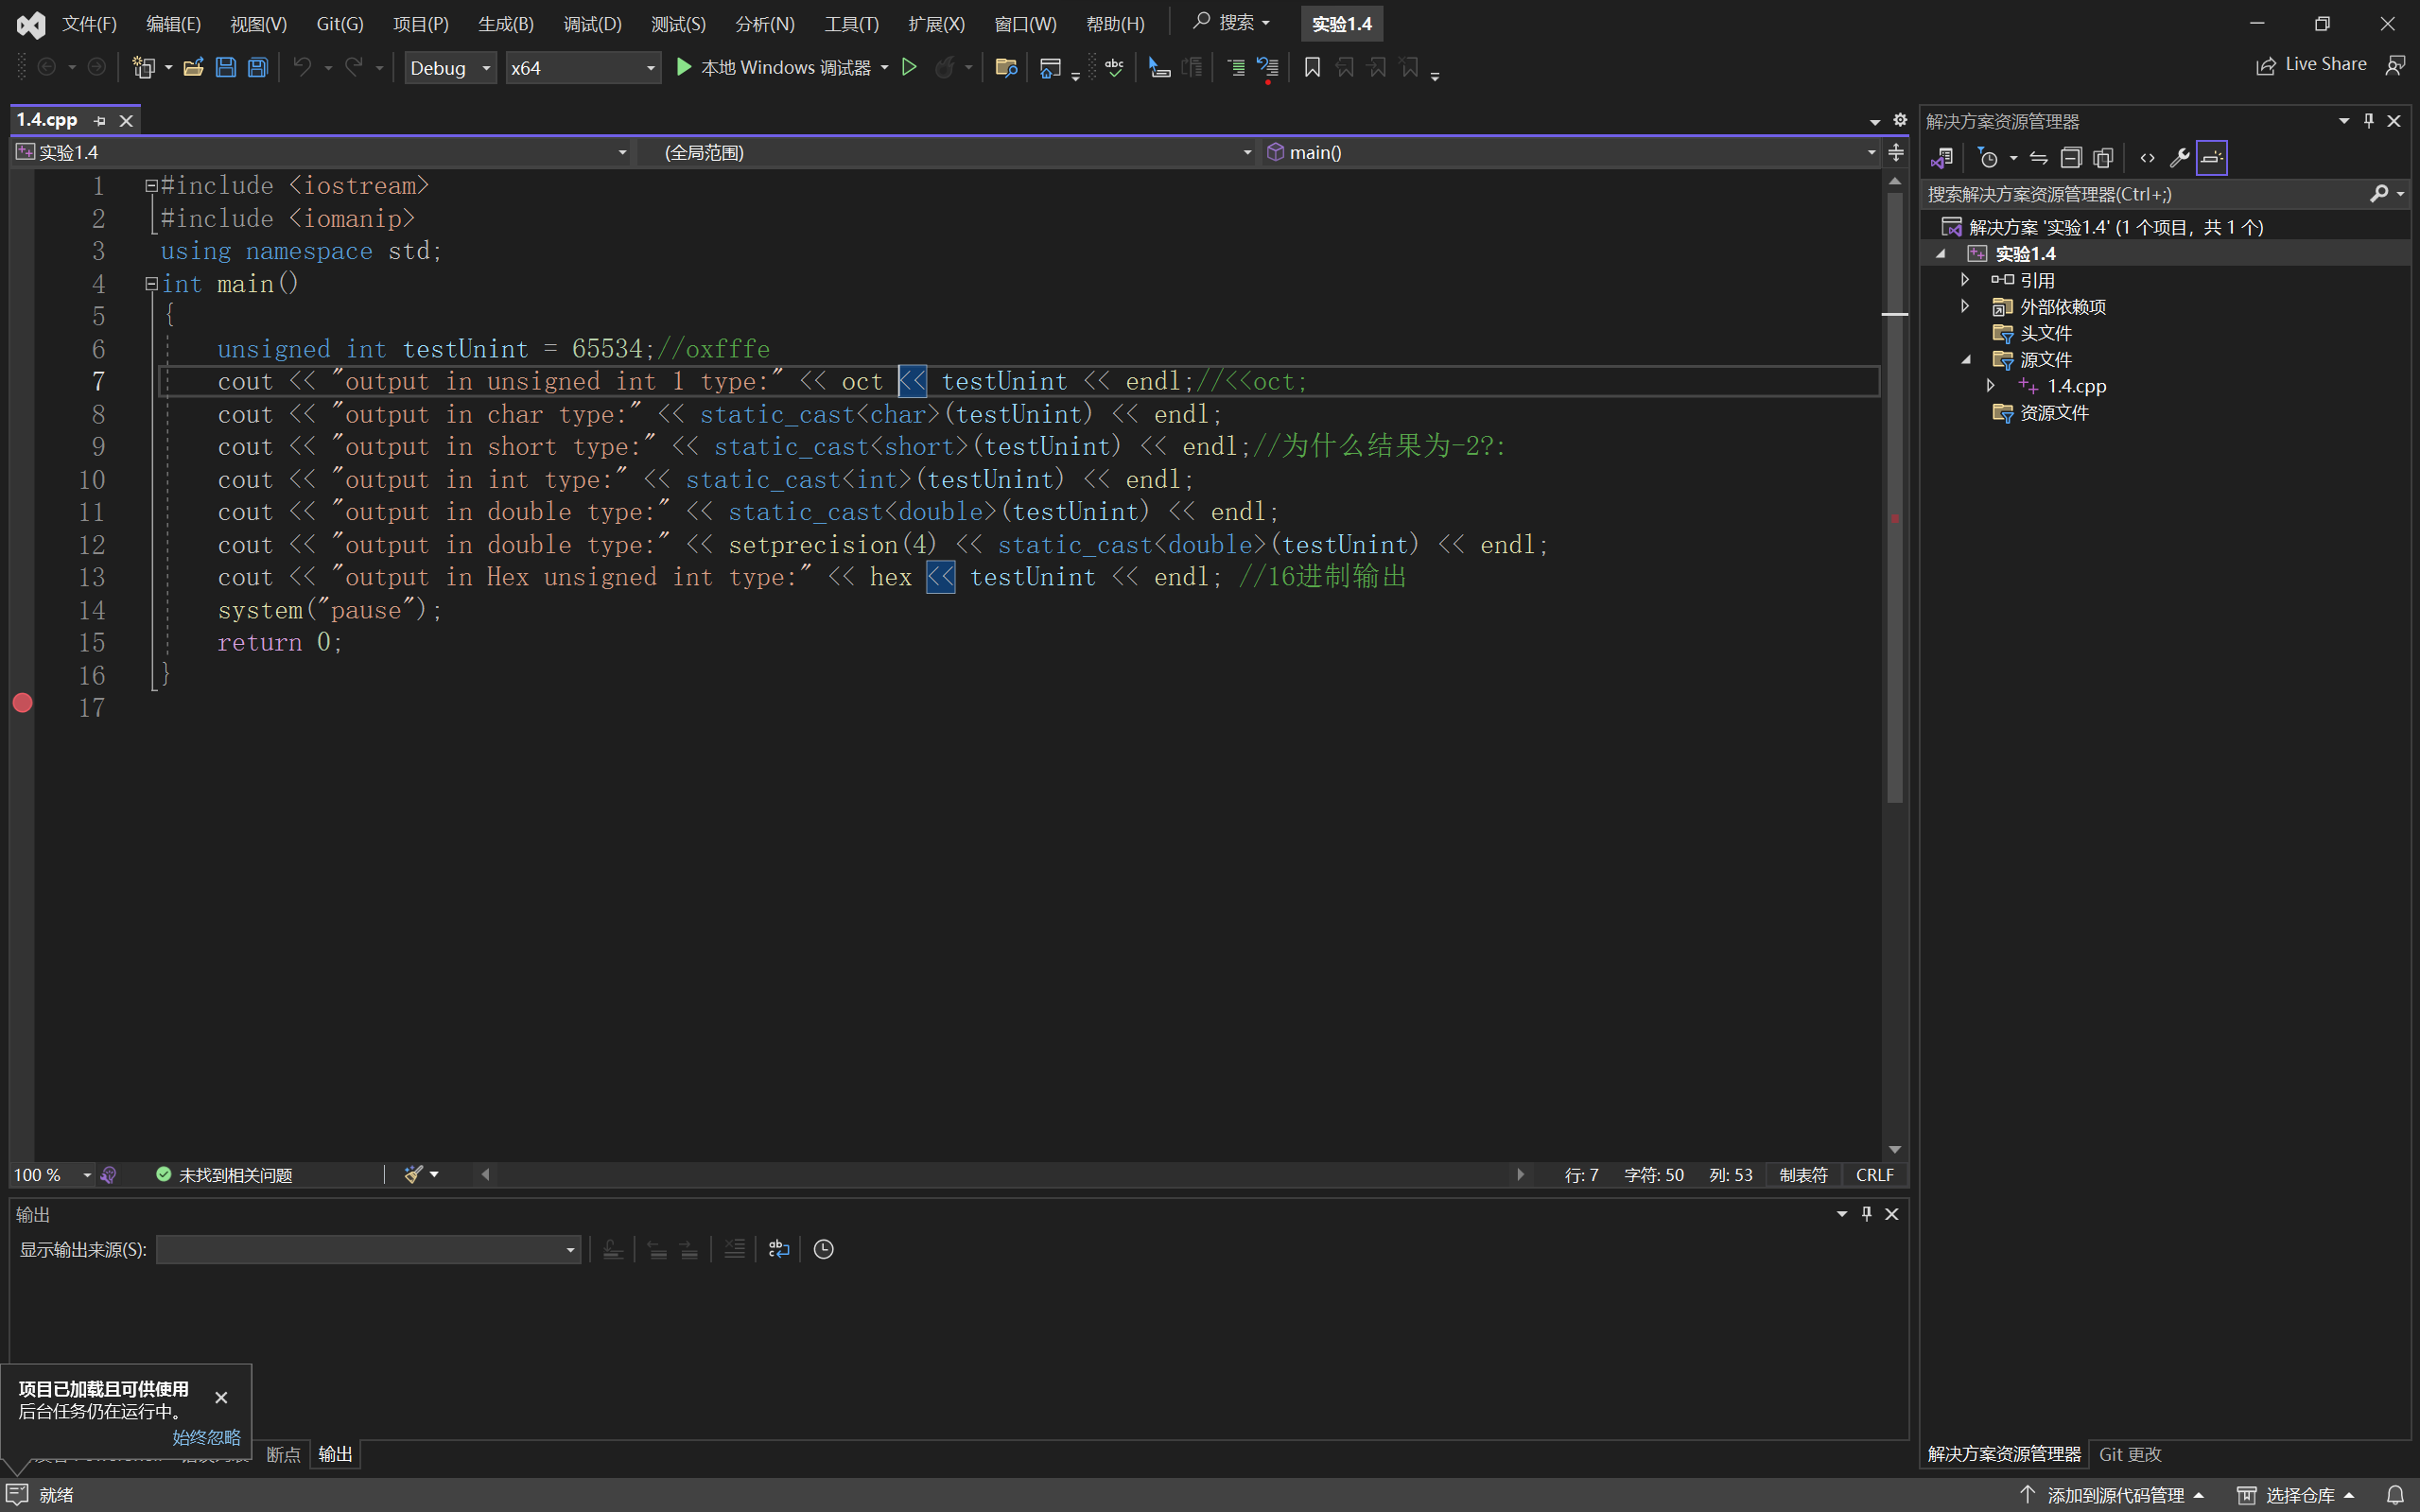 文件(F) 编辑(E) 视图(V) Git(G) 项目(P) 生成(B) 调试(D) 测试(S) 分析(N) 工具(T) 扩展(X) 窗口(W) 帮助(H) 搜索 实验1.4
Debug x64 本地 Windows 调试器 Live Share
1.4.cpp
实验1.4 (全局范围) main()
1 #include <iostream>
2 #include <iomanip>
3 using namespace std;
4 int main()
5 {
6 unsigned int testUnint = 65534;//oxfffe
7 cout << "output in unsigned int 1 type:" << oct << testUnint << endl;//<<oct;
8 cout << "output in char type:" << static_cast<char>(testUnint) << endl;
9 cout << "output in short type:" << static_cast<short>(testUnint) << endl;//为什么结果为-2?:
10 cout << "output in int type:" << static_cast<int>(testUnint) << endl;
11 cout << "output in double type:" << static_cast<double>(testUnint) << endl;
12 cout << "output in double type:" << setprecision(4) << static_cast<double>(testUnint) << endl;
13 cout << "output in Hex unsigned int type:" << hex << testUnint << endl; //16进制输出
14 system("pause");
15 return 0;
16 }
17
100 % 未找到相关问题 行: 7 字符: 50 列: 53 制表符 CRLF
输出
显示输出来源(S):
项目已加载且可供使用
后台任务仍在运行中。
始终忽略
断点 输出
就绪
解决方案资源管理器
搜索解决方案资源管理器(Ctrl+;)
解决方案 '实验1.4' (1 个项目，共 1 个)
实验1.4
引用
外部依赖项
头文件
源文件
1.4.cpp
资源文件
解决方案资源管理器 Git 更改
添加到源代码管理 选择仓库